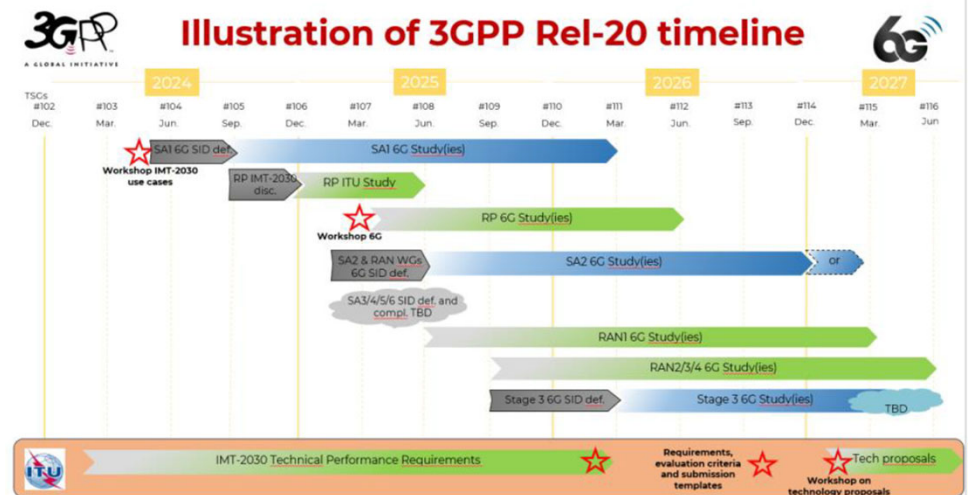 3GPP
A GLOBAL INITIATIVE
Illustration of 3GPP Rel-20 timeline
6G
2024 2025 2026 2027
TSGs
#102 #103 #104 #105 #106 #107 #108 #109 #110 #111 #112 #113 #114 #115 #116
Dec. Mar. Jun. Sep. Dec. Mar. Jun. Sep. Dec. Mar. Jun. Sep. Dec. Mar. Jun
SA1 6G SID def.
SA1 6G Study(ies)
Workshop IMT-2030
use cases
RP IMT-2030
disc.
RP ITU Study
RP 6G Study(ies)
Workshop 6G
SA2 & RAN WGs
6G SID def.
SA2 6G Study(ies)
or
SA3/4/5/6 SID def. and
compl. TBD
RAN1 6G Study(ies)
RAN2/3/4 6G Study(ies)
Stage 3 6G SID def.
Stage 3 6G Study(ies)
TBD
ITU
IMT-2030 Technical Performance Requirements
Requirements,
evaluation criteria
and submission
templates
Tech proposals
Workshop on
technology proposals